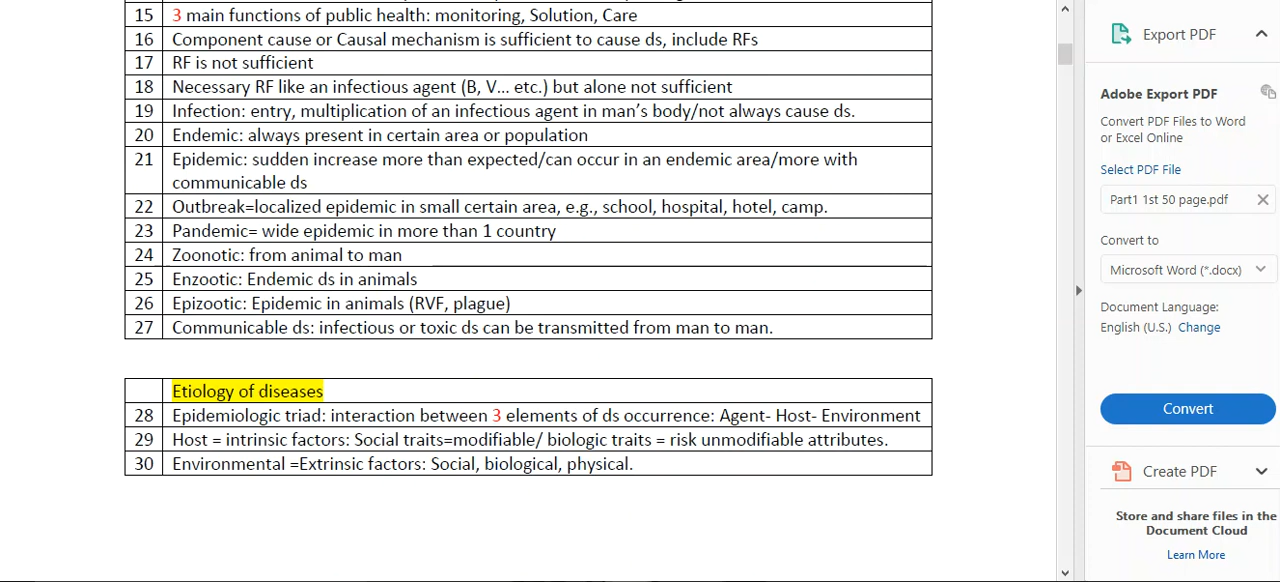 15 3 main functions of public health: monitoring, Solution, Care
16 Component cause or Causal mechanism is sufficient to cause ds, include RFs
17 RF is not sufficient
18 Necessary RF like an infectious agent (B, V... etc.) but alone not sufficient
19 Infection: entry, multiplication of an infectious agent in man’s body/not always cause ds.
20 Endemic: always present in certain area or population
21 Epidemic: sudden increase more than expected/can occur in an endemic area/more with
communicable ds
22 Outbreak=localized epidemic in small certain area, e.g., school, hospital, hotel, camp.
23 Pandemic= wide epidemic in more than 1 country
24 Zoonotic: from animal to man
25 Enzootic: Endemic ds in animals
26 Epizootic: Epidemic in animals (RVF, plague)
27 Communicable ds: infectious or toxic ds can be transmitted from man to man.
Etiology of diseases
28 Epidemiologic triad: interaction between 3 elements of ds occurrence: Agent- Host- Environment
29 Host = intrinsic factors: Social traits=modifiable/ biologic traits = risk unmodifiable attributes.
30 Environmental =Extrinsic factors: Social, biological, physical.
Export PDF
Adobe Export PDF
Convert PDF Files to Word
or Excel Online
Select PDF File
Part1 1st 50 page.pdf
Convert to
Microsoft Word (*.docx)
Document Language:
English (U.S.) Change
Convert
Create PDF
Store and share files in the
Document Cloud
Learn More